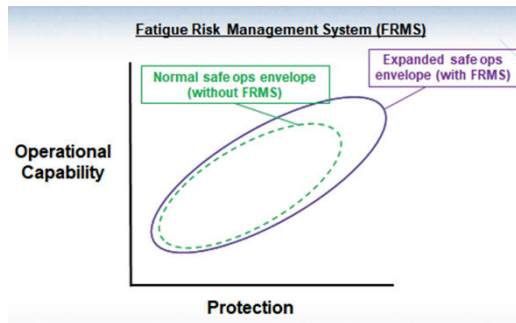 Fatigue Risk Management System (FRMS)
Expanded safe ops
envelope (with FRMS)
Normal safe ops envelope
(without FRMS)
Operational
Capability
Protection